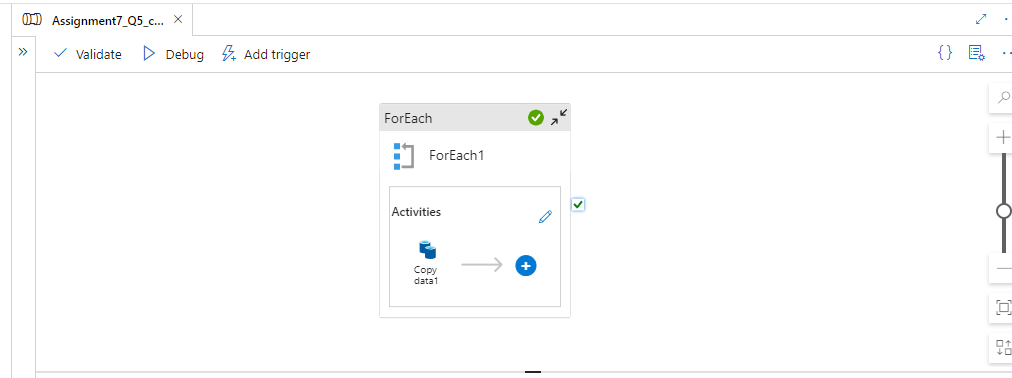 Assignment7_Q5_c...
Validate
Debug
Add trigger
ForEach
ForEach1
Activities
Copy
data1